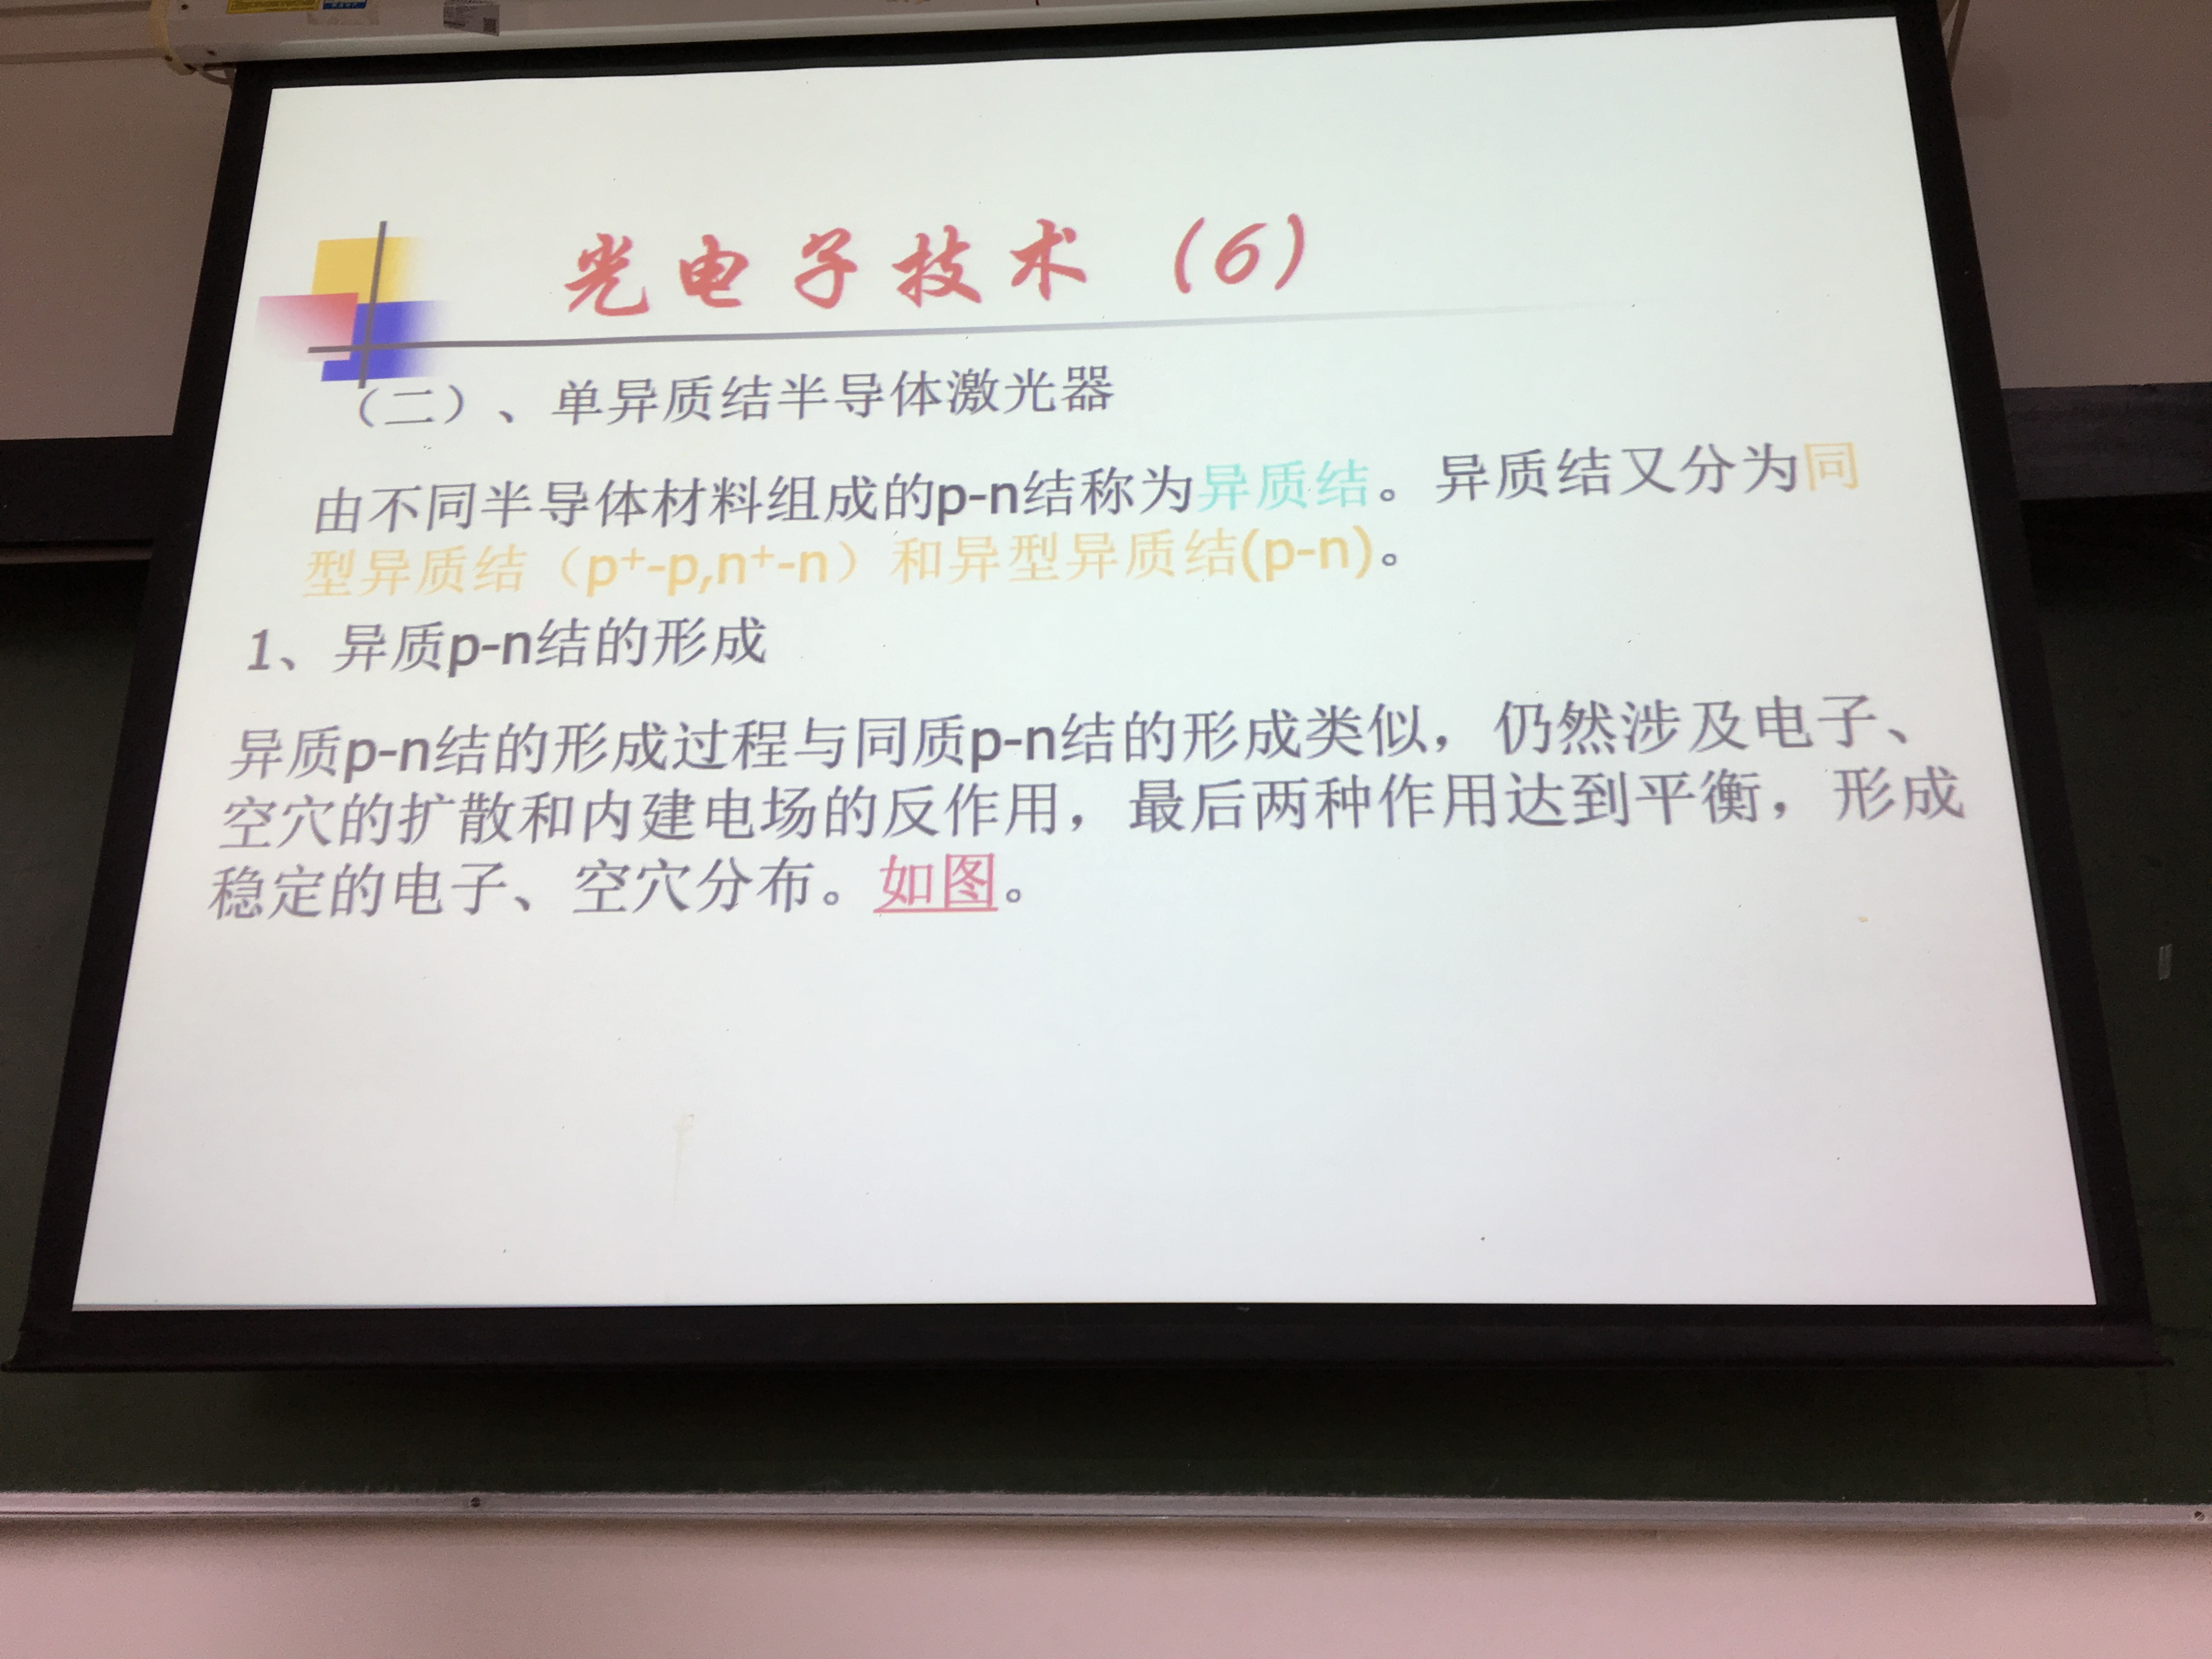 光电子技术（6）
（二）、单异质结半导体激光器
由不同半导体材料组成的p-n结称为异质结。异质结又分为同
型异质结（p⁺-p,n⁺-n）和异型异质结(p-n)。
1、异质p-n结的形成
异质p-n结的形成过程与同质p-n结的形成类似，仍然涉及电子、
空穴的扩散和内建电场的反作用，最后两种作用达到平衡，形成
稳定的电子、空穴分布。如图。